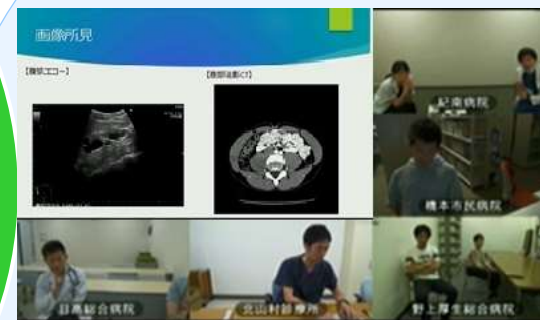 画像所見
【腹部エコー】
【腹部造影CT】
紀南病院
橋本市民病院
日高総合病院
北山村診療所
野上厚生総合病院